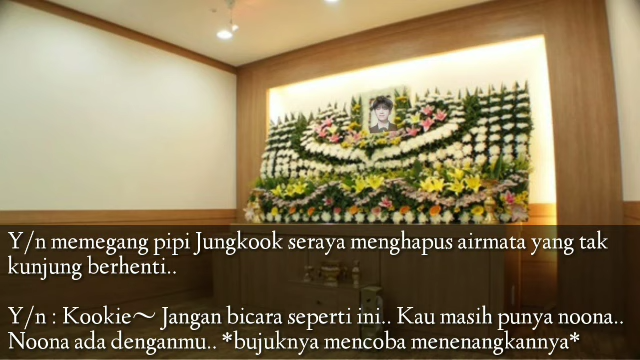 Y/n memegang pipi Jungkook seraya menghapus airmata yang tak
kunjung berhenti..
Y/n : Kookie~ Jangan bicara seperti ini.. Kau masih punya noona..
Noona ada denganmu.. *bujuknya mencoba menenangkannya*